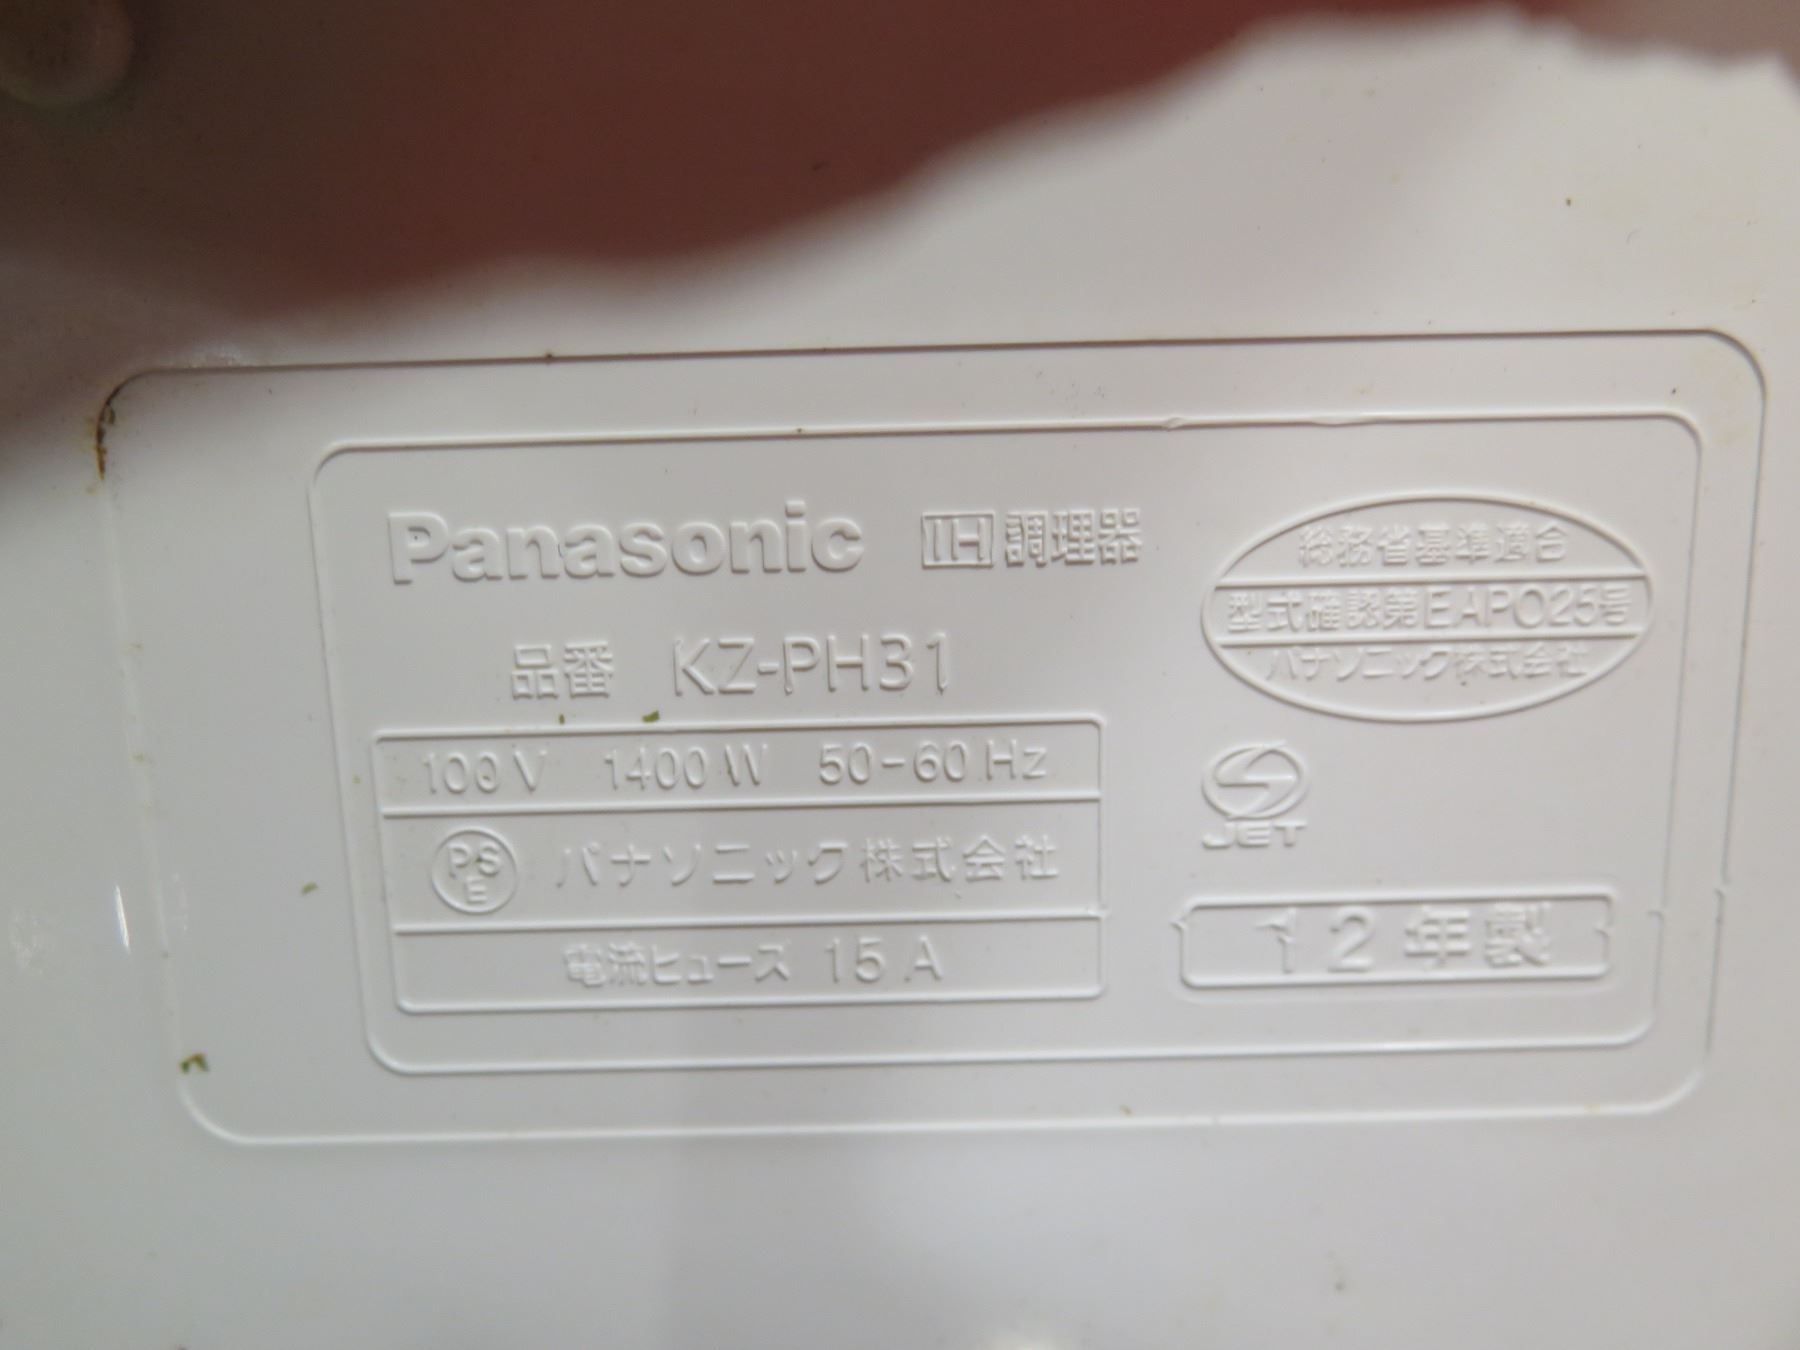 Panasonic IH調理器
品番 KZ-PH31
100V 1400W 50-60Hz
PSE パナソニック株式会社
電流ヒューズ 15A
総務省基準適合
型式確認第EAP025号
パナソニック株式会社
JET
12年製